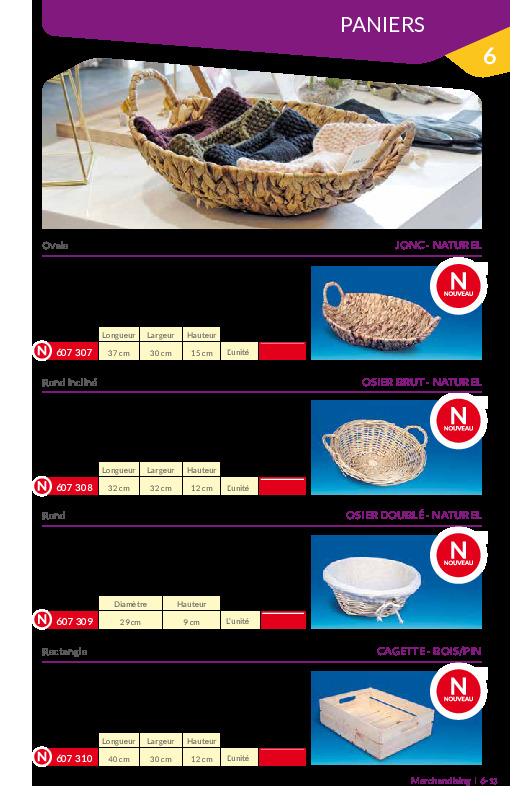 PANIERS
6
Ovale JONC - NATUREL
N NOUVEAU
Longueur Largeur Hauteur
N 607 307 37 cm 30 cm 15 cm L'unité
Rond incliné OSIER BRUT - NATUREL
N NOUVEAU
Longueur Largeur Hauteur
N 607 308 32 cm 32 cm 12 cm L'unité
Rond OSIER DOUBLÉ - NATUREL
N NOUVEAU
Diamètre Hauteur
N 607 309 29 cm 9 cm L'unité
Rectangle CAGETTE - BOIS/PIN
N NOUVEAU
Longueur Largeur Hauteur
N 607 310 40 cm 30 cm 12 cm L'unité
Merchandising | 6-13